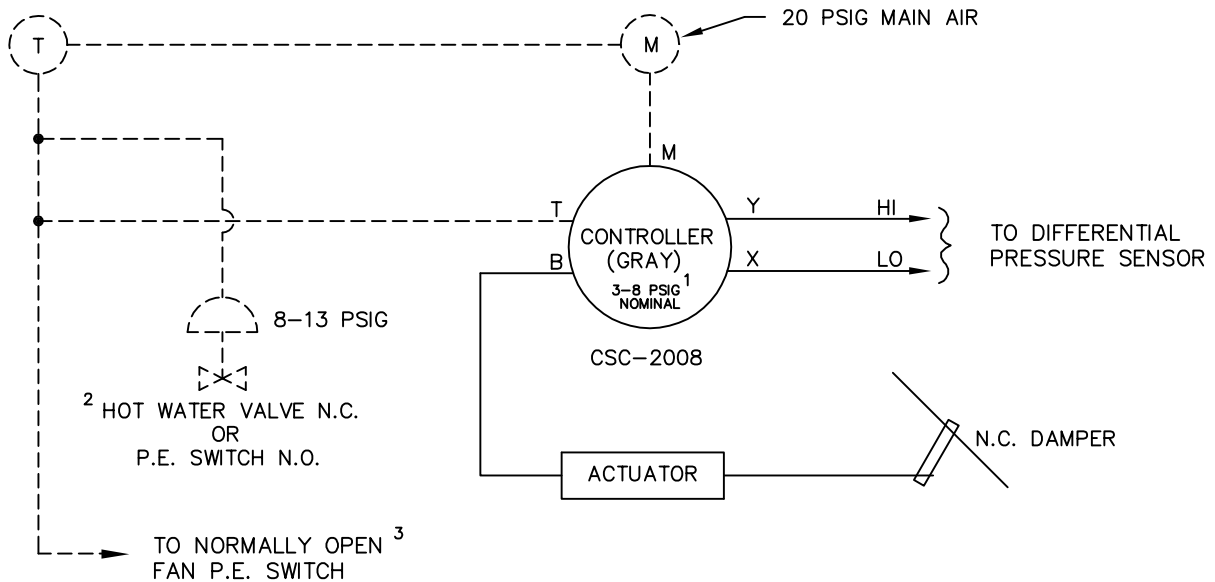 20 PSIG MAIN AIR
T
M
M
T
Y
HI
CONTROLLER
(GRAY)
3-8 PSIG 1
NOMINAL
B
X
LO
TO DIFFERENTIAL
PRESSURE SENSOR
8-13 PSIG
CSC-2008
2 HOT WATER VALVE N.C.
OR
P.E. SWITCH N.O.
N.C. DAMPER
ACTUATOR
TO NORMALLY OPEN 3
FAN P.E. SWITCH